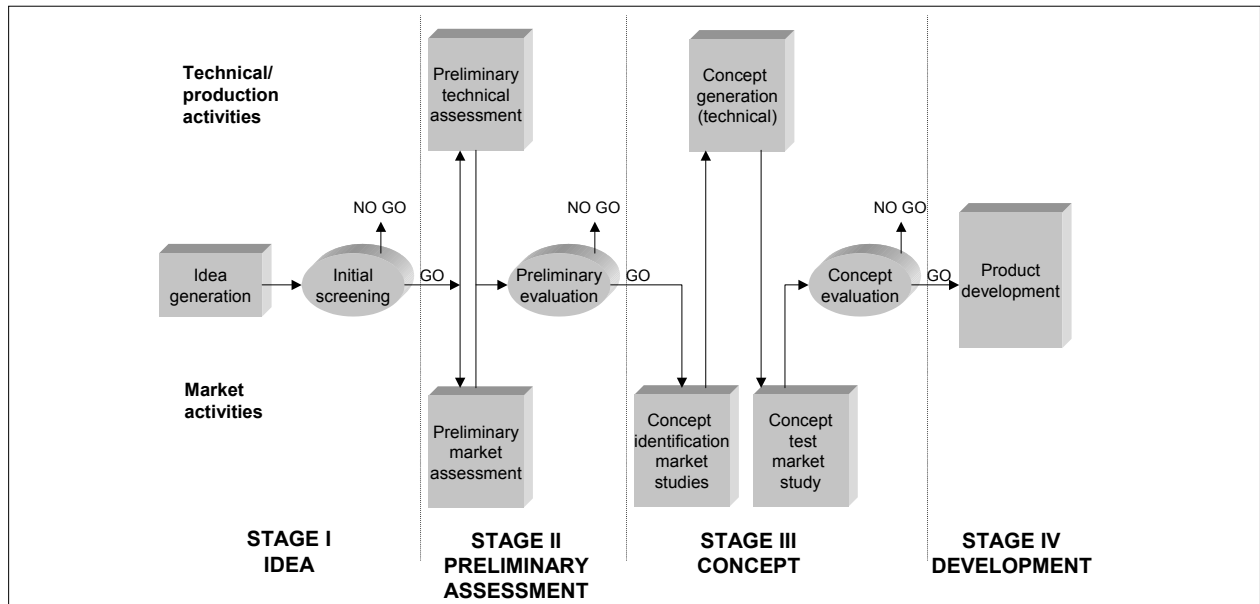 Technical/
production
activities
Preliminary
technical
assessment
Concept
generation
(technical)
NO GO
NO GO
NO GO
Idea
generation
Initial
screening
GO
Preliminary
evaluation
GO
Concept
evaluation
GO
Product
development
Market
activities
Preliminary
market
assessment
Concept
identification
market
studies
Concept
test
market
study
STAGE I
IDEA
STAGE II
PRELIMINARY
ASSESSMENT
STAGE III
CONCEPT
STAGE IV
DEVELOPMENT